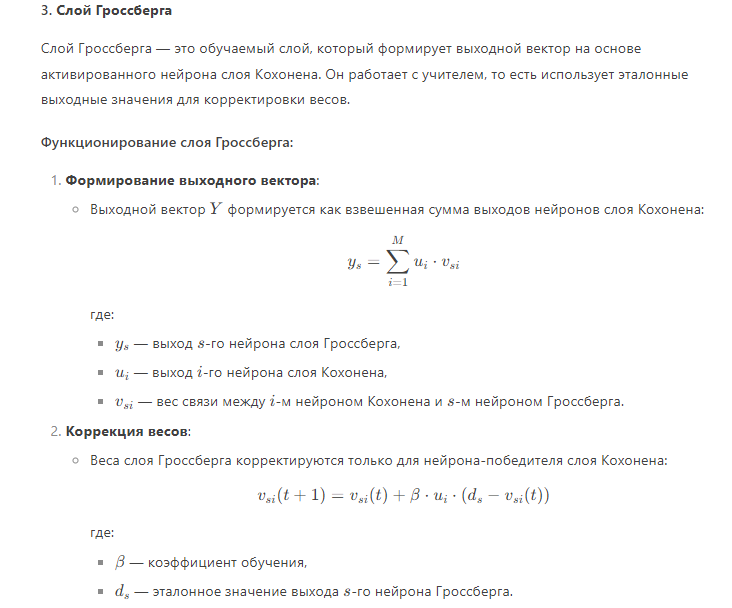 3. Слой Гроссберга
Слой Гроссберга — это обучаемый слой, который формирует выходной вектор на основе
активированного нейрона слоя Кохонена. Он работает с учителем, то есть использует эталонные
выходные значения для корректировки весов.
Функционирование слоя Гроссберга:
1. Формирование выходного вектора:
◦ Выходной вектор Y формируется как взвешенная сумма выходов нейронов слоя Кохонена:
y_s = \sum_{i=1}^{M} u_i · v_{si}
где:
▪ y_s — выход s-го нейрона слоя Гроссберга,
▪ u_i — выход i-го нейрона слоя Кохонена,
▪ v_{si} — вес связи между i-м нейроном Кохонена и s-м нейроном Гроссберга.
2. Коррекция весов:
◦ Веса слоя Гроссберга корректируются только для нейрона-победителя слоя Кохонена:
v_{si}(t + 1) = v_{si}(t) + β · u_i · (d_s − v_{si}(t))
где:
▪ β — коэффициент обучения,
▪ d_s — эталонное значение выхода s-го нейрона Гроссберга.